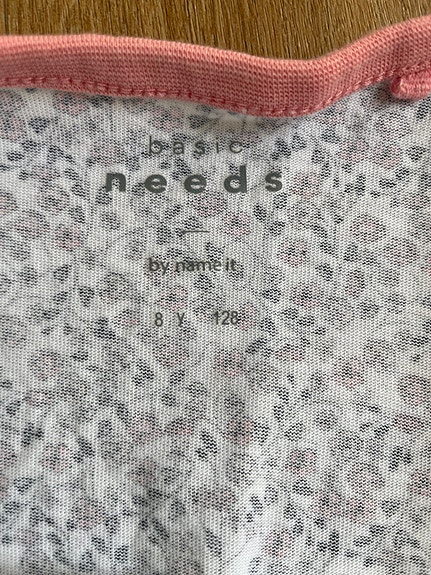 basic
needs
by name it
8 Y 128